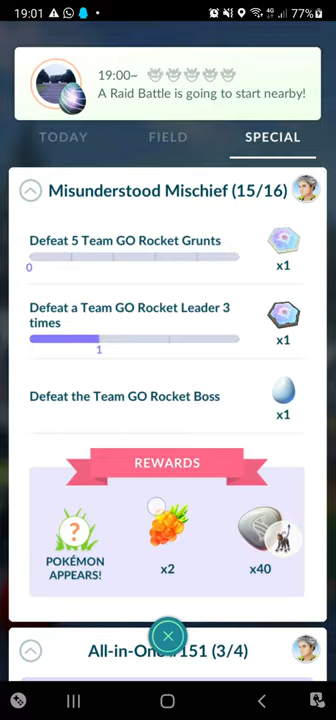 19:01
4G
77%
19:00~
A Raid Battle is going to start nearby!
TODAY
FIELD
SPECIAL
Misunderstood Mischief (15/16)
Defeat 5 Team GO Rocket Grunts
0
x1
Defeat a Team GO Rocket Leader 3
times
1
x1
Defeat the Team GO Rocket Boss
x1
REWARDS
?
POKÉMON
APPEARS!
x2
x40
All-in-One #151 (3/4)